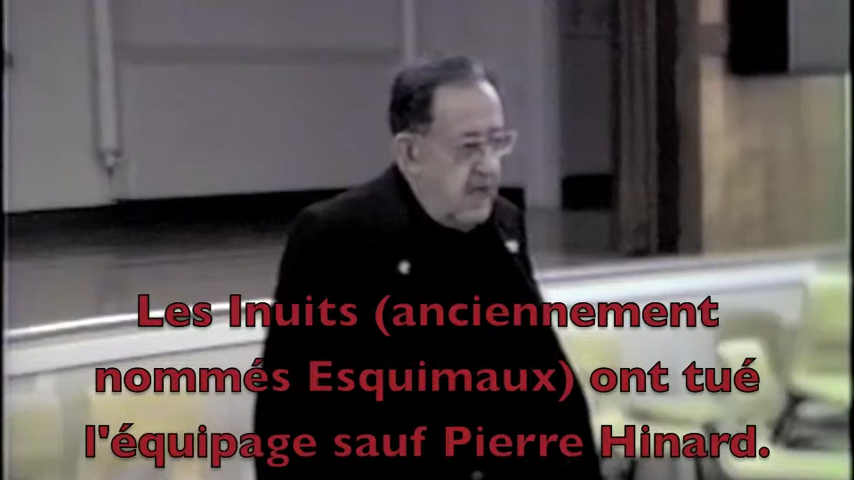 Les Inuits (anciennement
nommés Esquimaux) ont tué
l'équipage sauf Pierre Hinard.